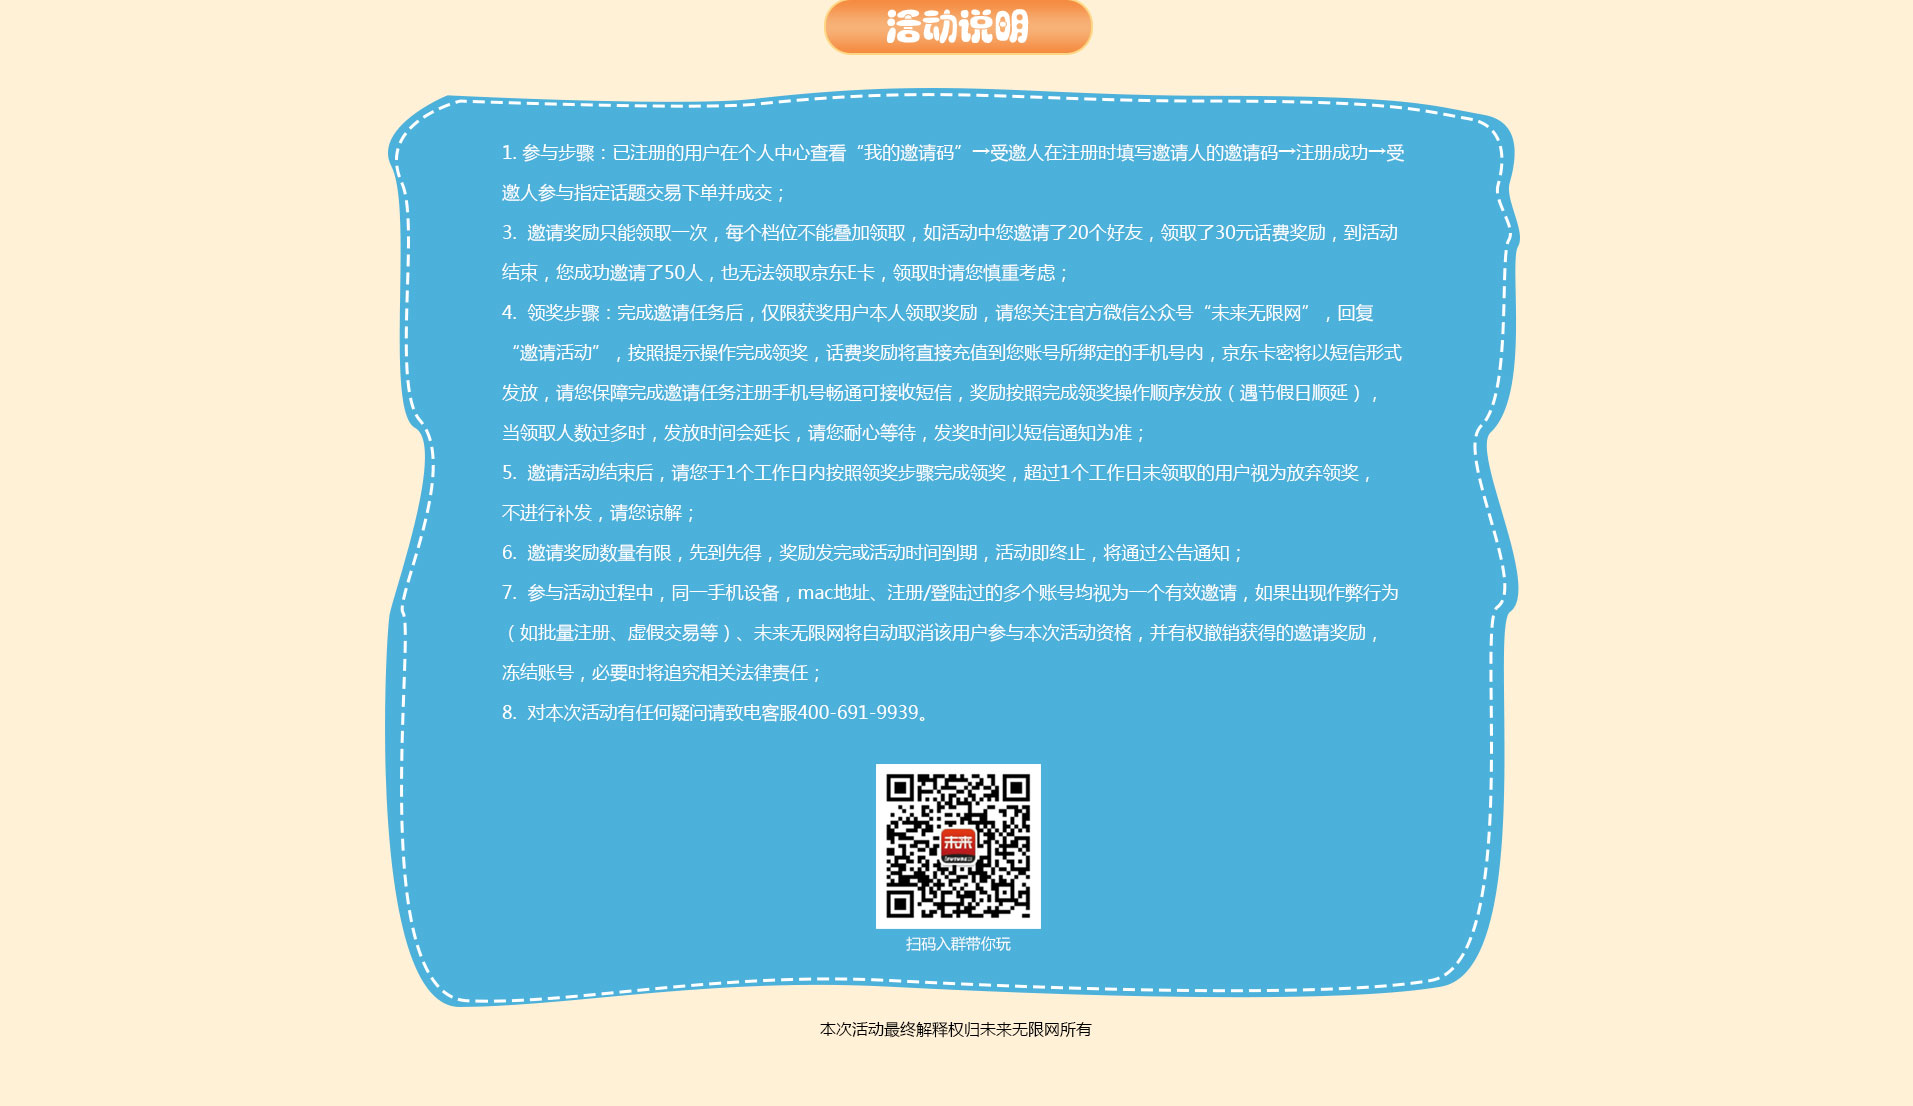 活动说明
1. 参与步骤：已注册的用户在个人中心查看“我的邀请码”→受邀人在注册时填写邀请人的邀请码→注册成功→受
邀人参与指定话题交易下单并成交；
3. 邀请奖励只能领取一次，每个档位不能叠加领取，如活动中您邀请了20个好友，领取了30元话费奖励，到活动
结束，您成功邀请了50人，也无法领取京东E卡，领取时请您慎重考虑；
4. 领奖步骤：完成邀请任务后，仅限获奖用户本人领取奖励，请您关注官方微信公众号“未来无限网”，回复
“邀请活动”，按照提示操作完成领奖，话费奖励将直接充值到您账号所绑定的手机号内，京东卡密将以短信形式
发放，请您保障完成邀请任务注册手机号畅通可接收短信，奖励按照完成领奖操作顺序发放（遇节假日顺延），
当领取人数过多时，发放时间会延长，请您耐心等待，发奖时间以短信通知为准；
5. 邀请活动结束后，请您于1个工作日内按照领奖步骤完成领奖，超过1个工作日未领取的用户视为放弃领奖，
不进行补发，请您谅解；
6. 邀请奖励数量有限，先到先得，奖励发完或活动时间到期，活动即终止，将通过公告通知；
7. 参与活动过程中，同一手机设备，mac地址、注册/登陆过的多个账号均视为一个有效邀请，如果出现作弊行为
（如批量注册、虚假交易等）、未来无限网将自动取消该用户参与本次活动资格，并有权撤销获得的邀请奖励，
冻结账号，必要时将追究相关法律责任；
8. 对本次活动有任何疑问请致电客服400-691-9939。
未来
扫码入群带你玩
本次活动最终解释权归未来无限网所有